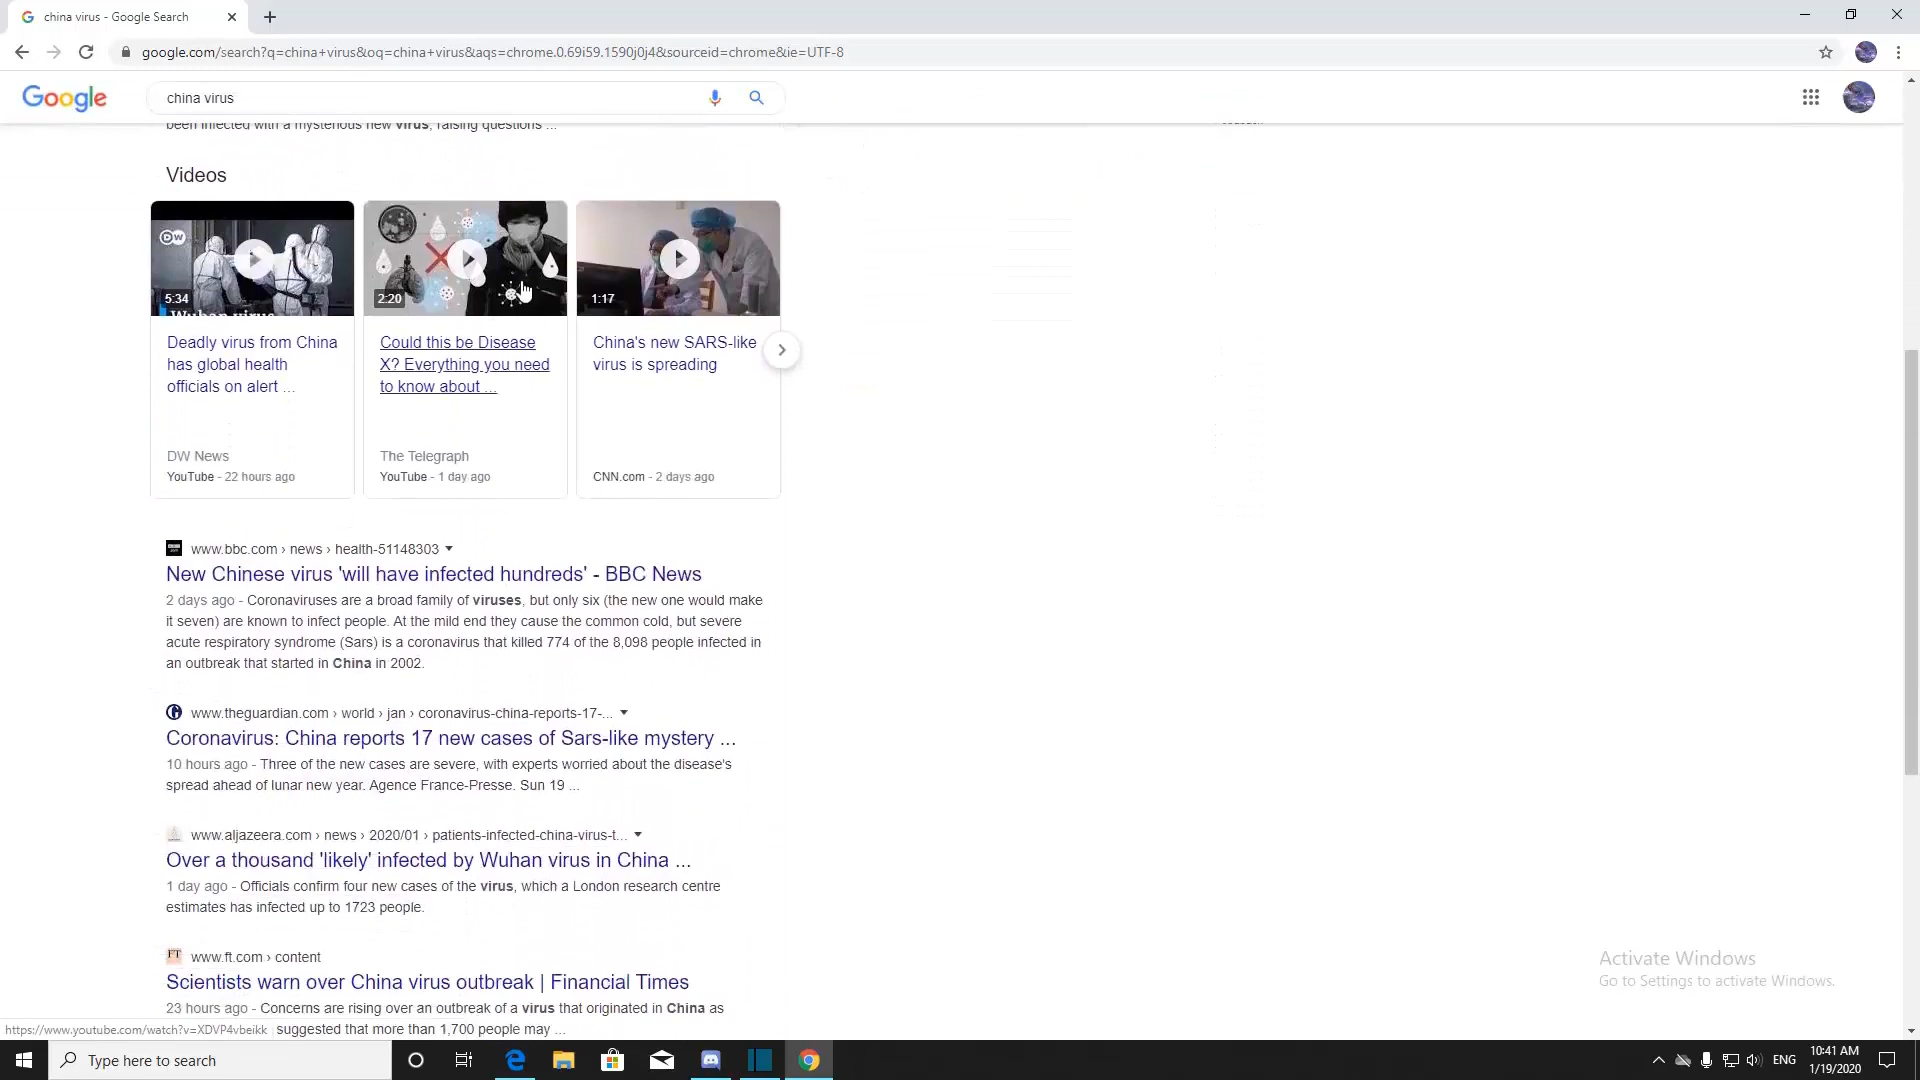 china virus - Google Search
google.com/search?q=china+virus&oq=china+virus&aqs=chrome.0.69i59.1590j0j4&sourceid=chrome&ie=UTF-8
Google
china virus
been infected with a mysterious new virus, raising questions ...
Videos
DW
5:34
Wuhan virus
Deadly virus from China
has global health
officials on alert ...
DW News
YouTube - 22 hours ago
2:20
Could this be Disease
X? Everything you need
to know about ...
The Telegraph
YouTube - 1 day ago
1:17
China's new SARS-like
virus is spreading
CNN.com - 2 days ago
www.bbc.com › news › health-51148303
New Chinese virus 'will have infected hundreds' - BBC News
2 days ago - Coronaviruses are a broad family of viruses, but only six (the new one would make
it seven) are known to infect people. At the mild end they cause the common cold, but severe
acute respiratory syndrome (Sars) is a coronavirus that killed 774 of the 8,098 people infected in
an outbreak that started in China in 2002.
www.theguardian.com › world › jan › coronavirus-china-reports-17-...
Coronavirus: China reports 17 new cases of Sars-like mystery ...
10 hours ago - Three of the new cases are severe, with experts worried about the disease's
spread ahead of lunar new year. Agence France-Presse. Sun 19 ...
www.aljazeera.com › news › 2020/01 › patients-infected-china-virus-t...
Over a thousand 'likely' infected by Wuhan virus in China ...
1 day ago - Officials confirm four new cases of the virus, which a London research centre
estimates has infected up to 1723 people.
FT
www.ft.com › content
Scientists warn over China virus outbreak | Financial Times
23 hours ago - Concerns are rising over an outbreak of a virus that originated in China as
suggested that more than 1,700 people may ...
https://www.youtube.com/watch?v=XDVP4vbeikk
Activate Windows
Go to Settings to activate Windows.
Type here to search
ENG
10:41 AM
1/19/2020